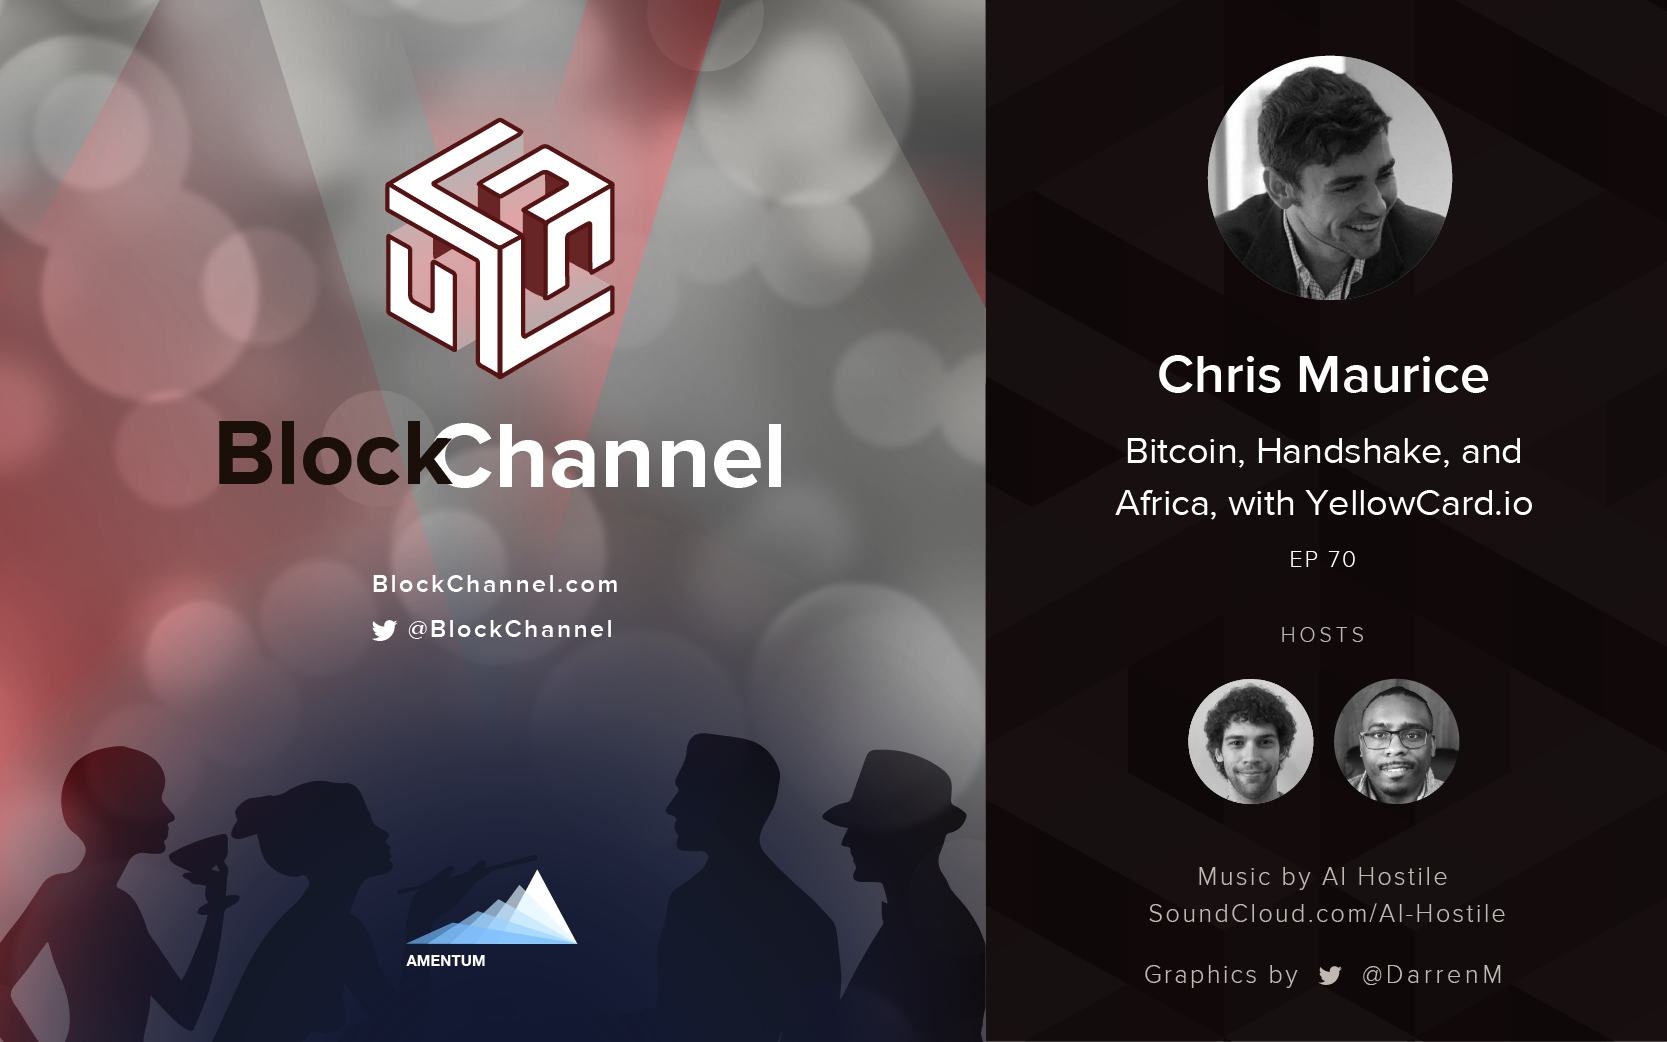 BlockChannel
BlockChannel.com
@BlockChannel
AMENTUM
Chris Maurice
Bitcoin, Handshake, and
Africa, with YellowCard.io
EP 70
HOSTS
Music by Al Hostile
SoundCloud.com/Al-Hostile
Graphics by @DarrenM